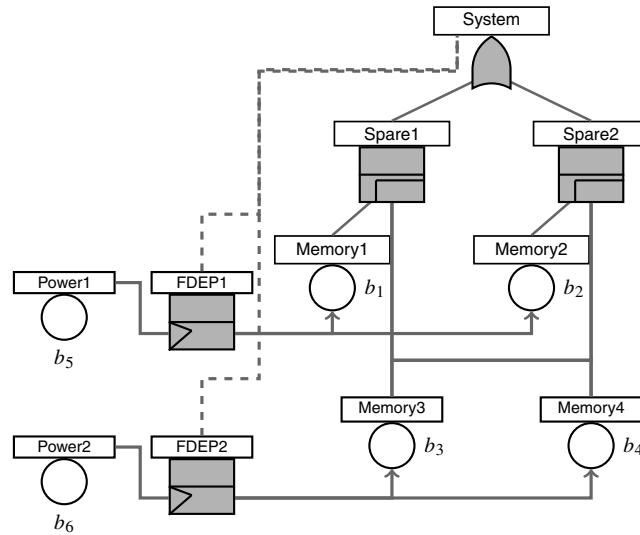 System
Spare1
Spare2
Memory1
Memory2
Power1
FDEP1
b1
b2
b5
Memory3
Memory4
Power2
FDEP2
b3
b4
b6